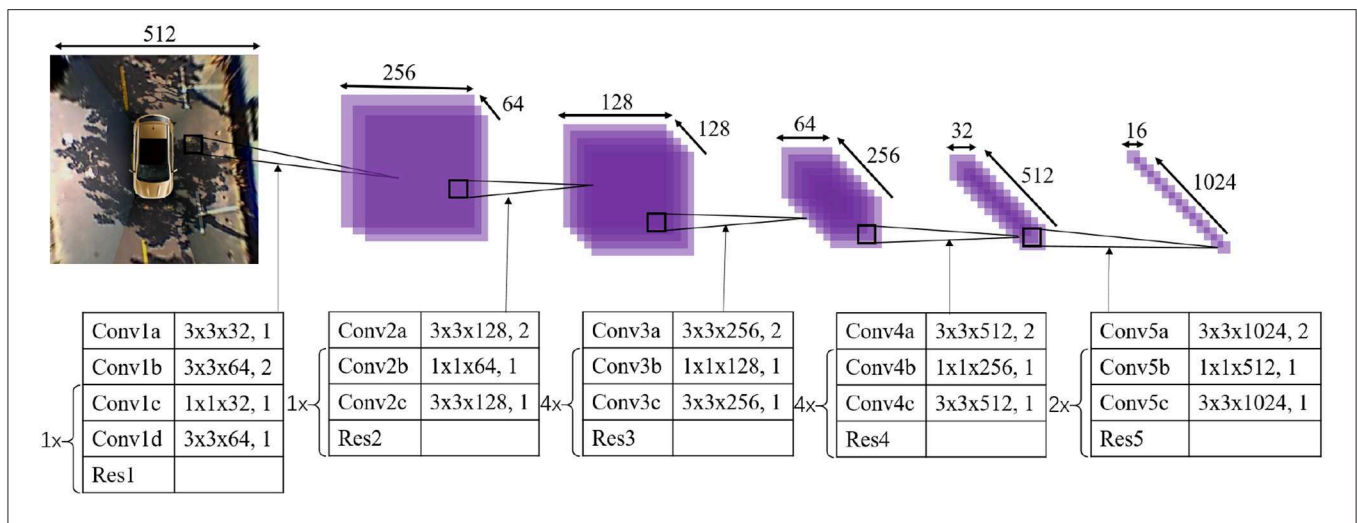 512
256
64
128
128
64
256
32
512
16
1024
Conv1a 3x3x32, 1
Conv1b 3x3x64, 2
1x
Conv1c 1x1x32, 1
Conv1d 3x3x64, 1
Res1
Conv2a 3x3x128, 2
1x
Conv2b 1x1x64, 1
Conv2c 3x3x128, 1
Res2
Conv3a 3x3x256, 2
4x
Conv3b 1x1x128, 1
Conv3c 3x3x256, 1
Res3
Conv4a 3x3x512, 2
4x
Conv4b 1x1x256, 1
Conv4c 3x3x512, 1
Res4
Conv5a 3x3x1024, 2
2x
Conv5b 1x1x512, 1
Conv5c 3x3x1024, 1
Res5